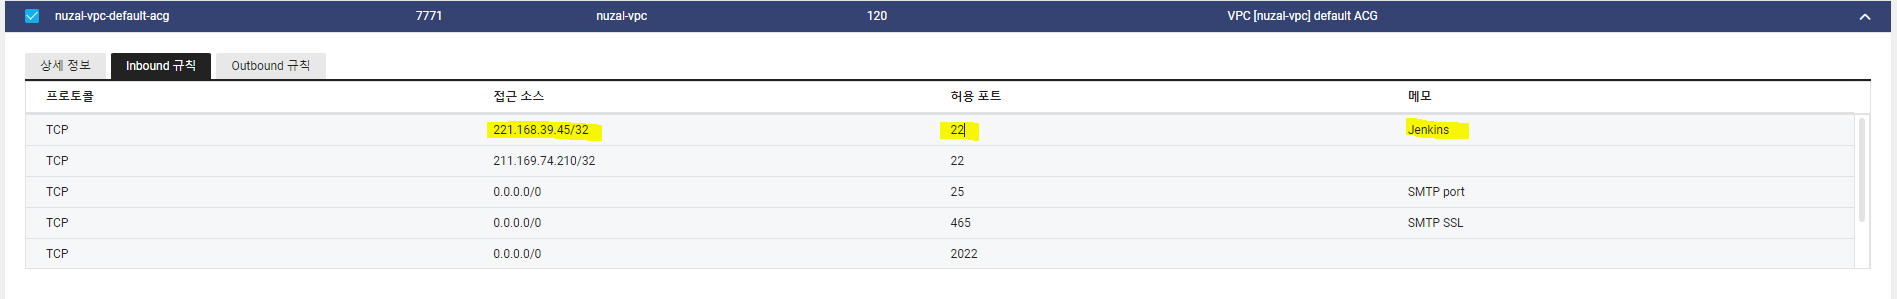 nuzal-vpc-default-acg 7771 nuzal-vpc 120 VPC [nuzal-vpc] default ACG
상세 정보 Inbound 규칙 Outbound 규칙
프로토콜 접근 소스 허용 포트 메모
TCP 221.168.39.45/32 22 Jenkins
TCP 211.169.74.210/32 22
TCP 0.0.0.0/0 25 SMTP port
TCP 0.0.0.0/0 465 SMTP SSL
TCP 0.0.0.0/0 2022